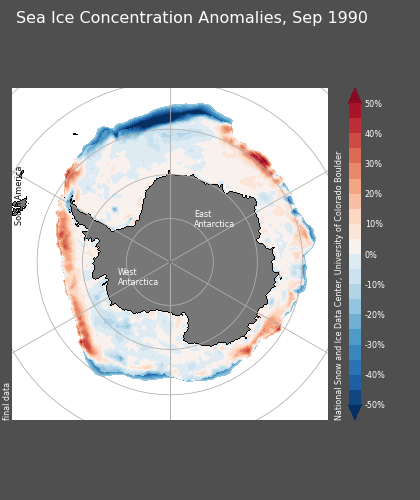 Sea Ice Concentration Anomalies, Sep 1990
South America
East
Antarctica
West
Antarctica
final data
National Snow and Ice Data Center, University of Colorado Boulder
50%
40%
30%
20%
10%
0%
-10%
-20%
-30%
-40%
-50%